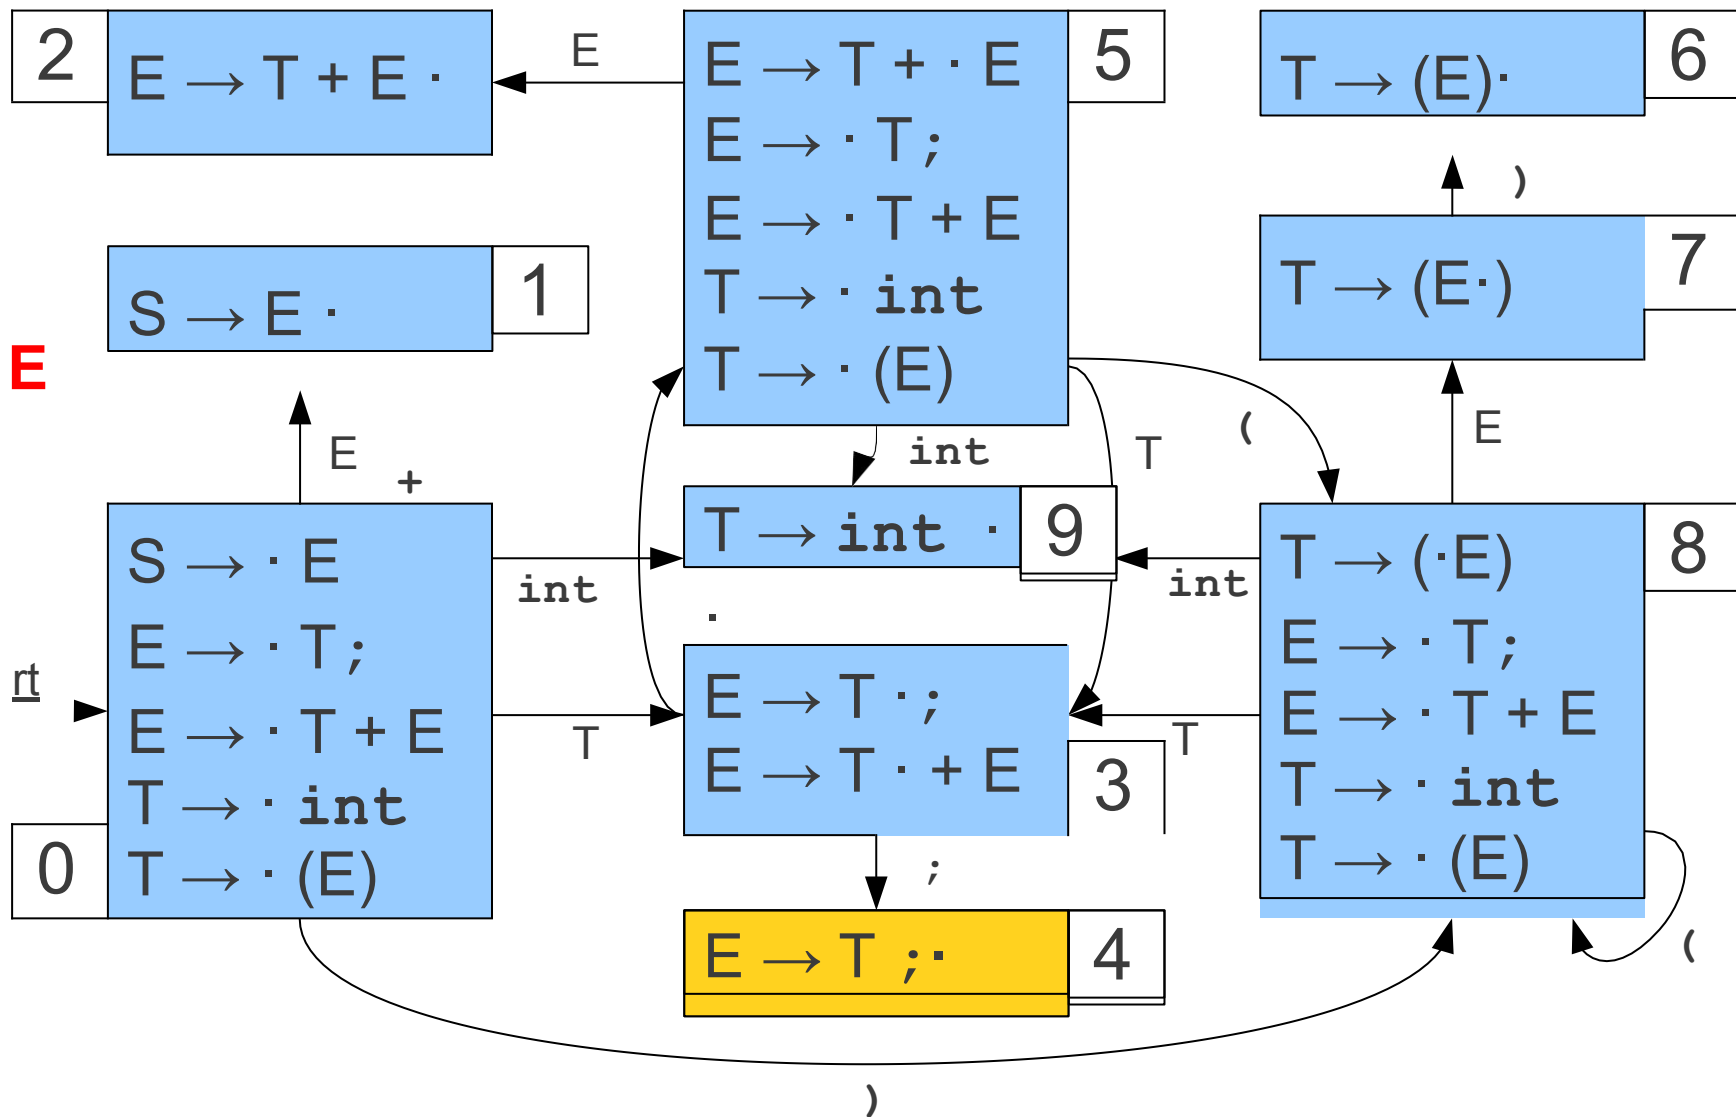 2
E → T + E ·
E
E → T + · E
E → · T ;
E → · T + E
T → · int
T → · (E)
5
T → (E)·
6
)
T → (E·)
7
S → E ·
1
E
E
+
int
T
(
E
S → · E
E → · T ;
E → · T + E
T → · int
T → · (E)
0
rt
int
T
T → int ·
9
·
E → T · ;
E → T · + E
3
;
E → T ; ·
4
int
T
T → (·E)
E → · T ;
E → · T + E
T → · int
T → · (E)
8
(
)